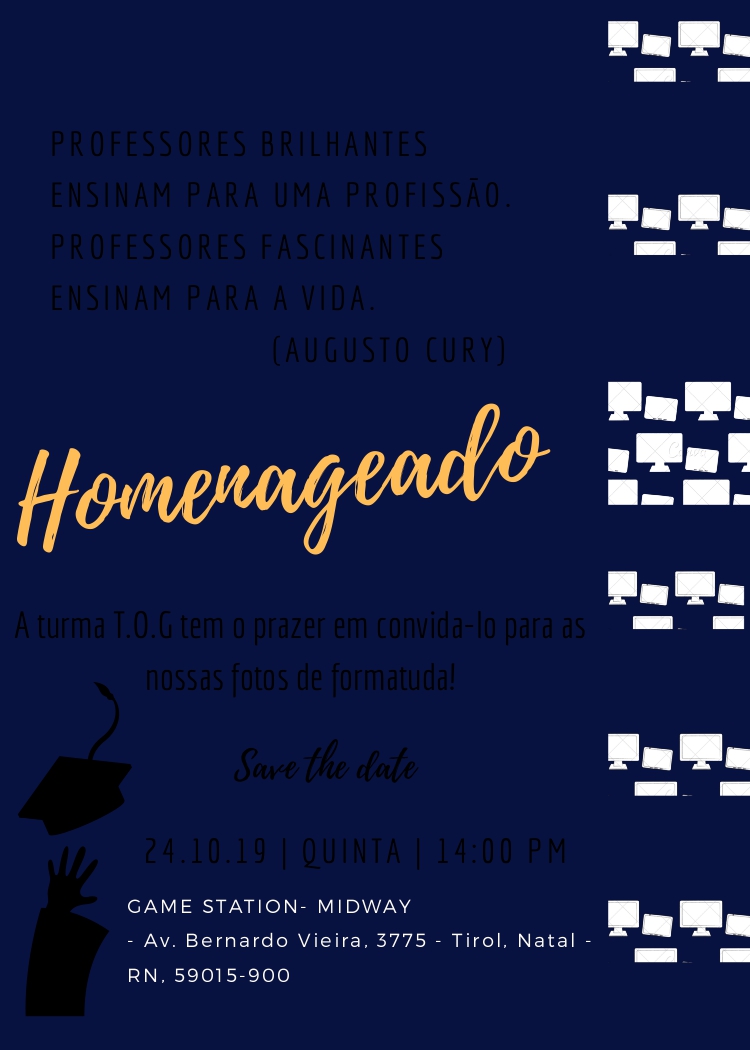 PROFESSORES BRILHANTES
ENSINAM PARA UMA PROFISSÃO.
PROFESSORES FASCINANTES
ENSINAM PARA A VIDA.
(AUGUSTO CURY)
Homenageado
A turma T.O.G tem o prazer em convida-lo para as
nossas fotos de formatuda!
Save the date
24.10.19 | QUINTA | 14:00 PM
GAME STATION- MIDWAY
- Av. Bernardo Vieira, 3775 - Tirol, Natal -
RN, 59015-900